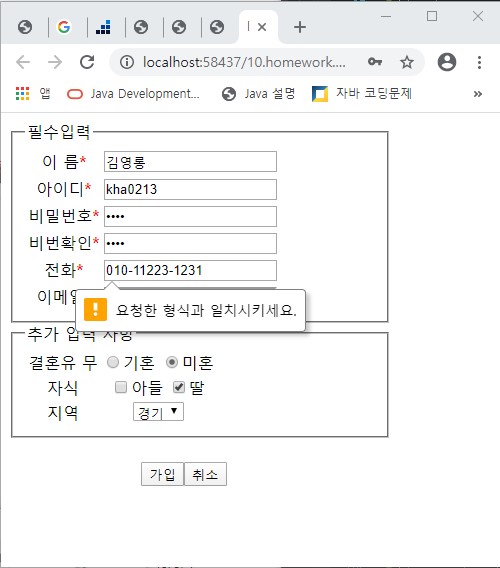 localhost:58437/10.homework....
앱 Java Development... Java 설명 자바 코딩문제 »
필수입력
이 름* 김영롱
아이디* kha0213
비밀번호* ••••
비번확인* ••••
전화* 010-11223-1231
이메일
요청한 형식과 일치시키세요.
추가 입력 사항
결혼유 무 기혼 미혼
자식 아들 딸
지역 경기
가입 취소